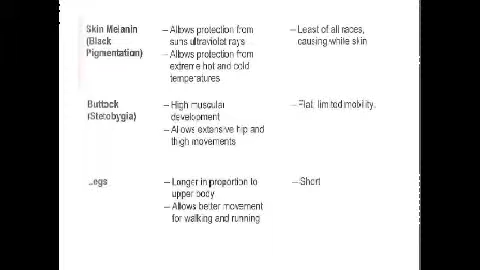 Skin Melanin – Allows protection from – Least of all races,
(Black suns ultraviolet rays causing while skin
Pigmentation) – Allows protection from
extreme hot and cold
temperatures
Buttock – High muscular – Flat; limited mobility.
(Stetobygia) development
– Allows extensive hip and
thigh movements
Legs – Longer in proportion to – Short
upper body
– Allows better movement
for walking and running